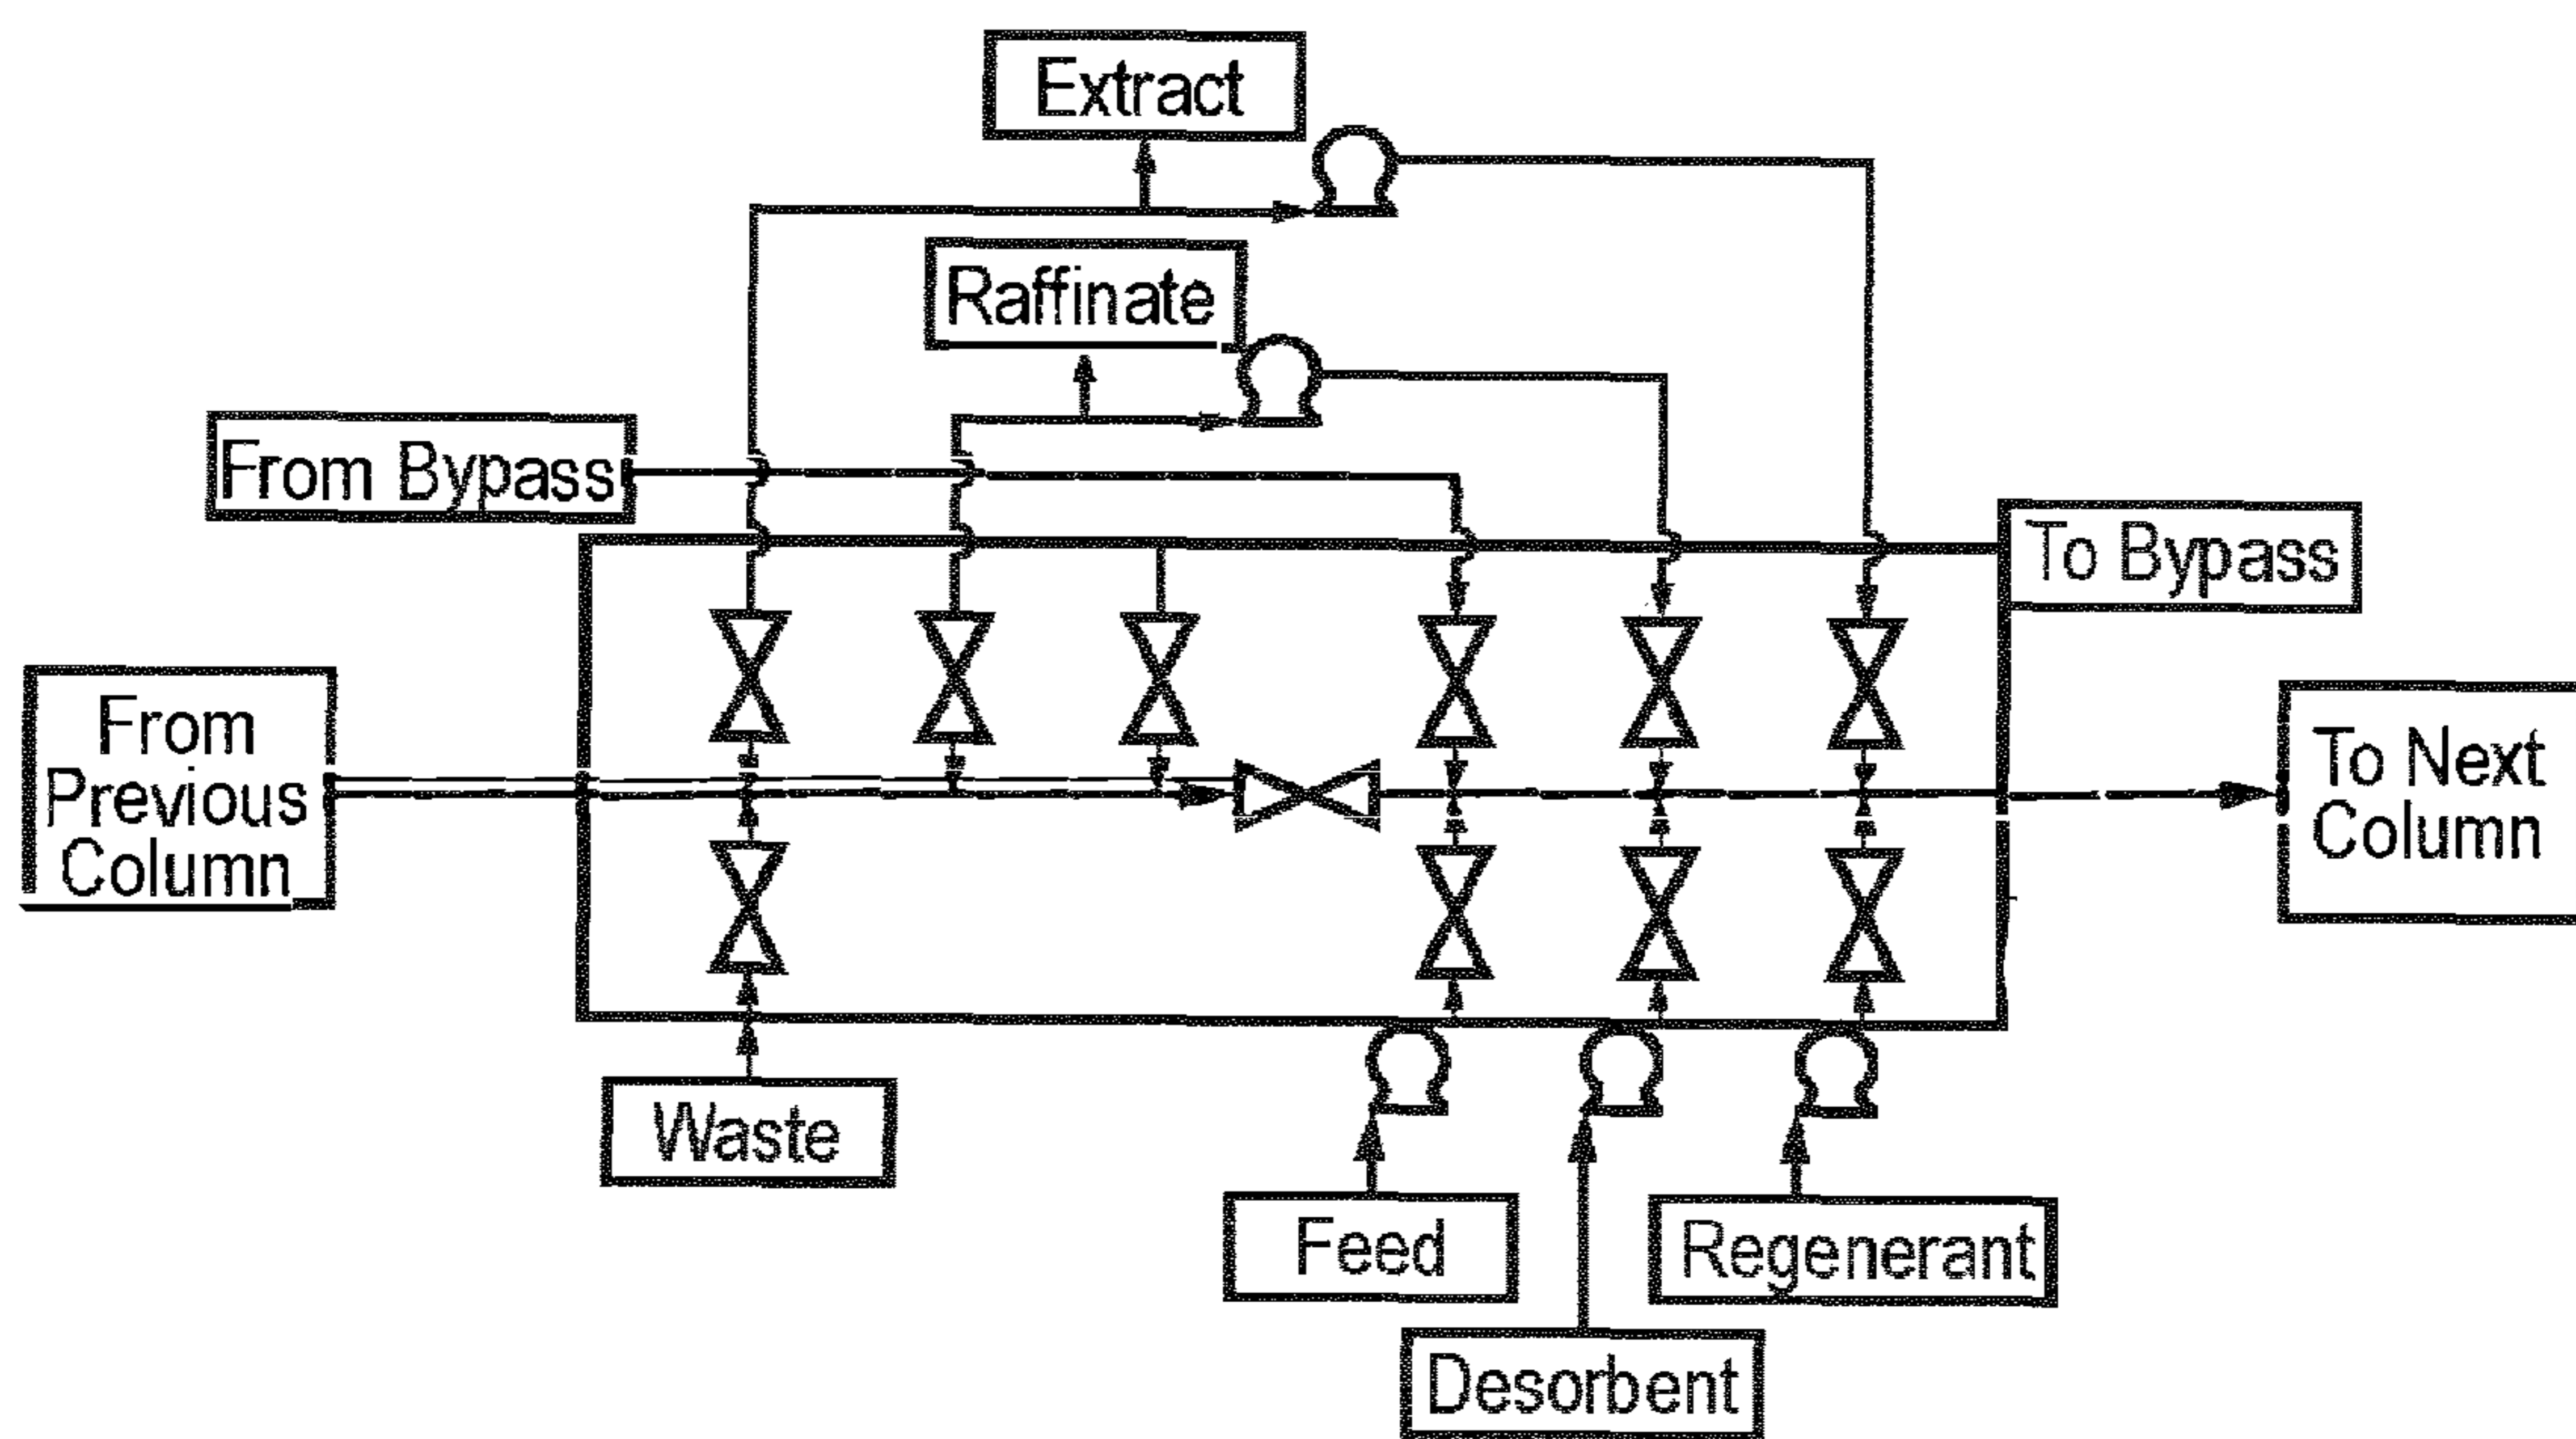 Extract
Raffinate
From Bypass
To Bypass
From
Previous
Column
To Next
Column
Waste
Feed
Regenerant
Desorbent